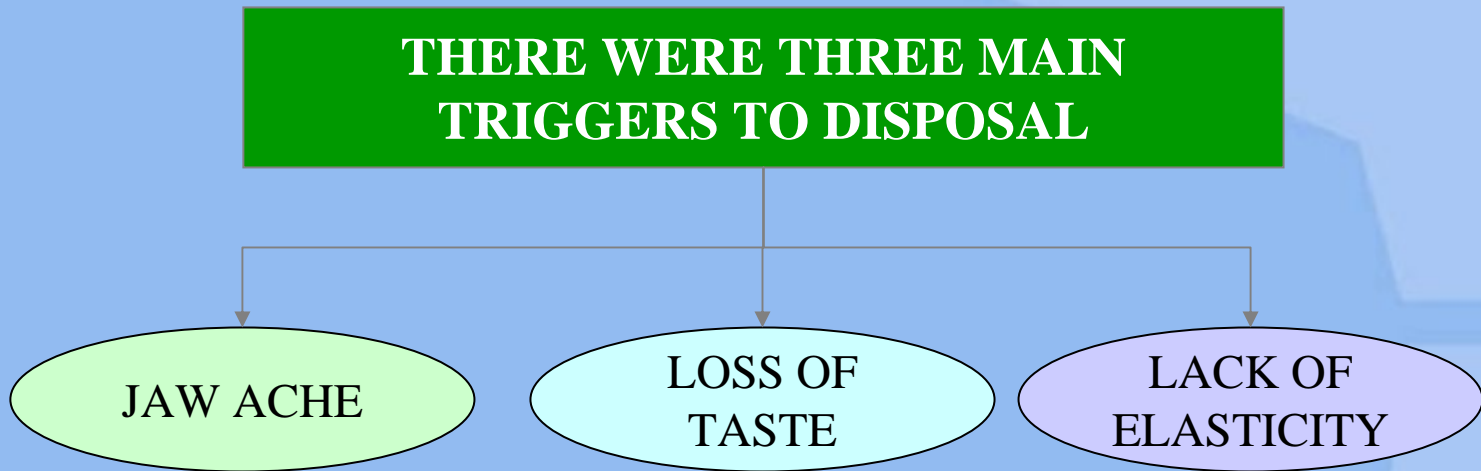 THERE WERE THREE MAIN
TRIGGERS TO DISPOSAL
JAW ACHE
LOSS OF
TASTE
LACK OF
ELASTICITY